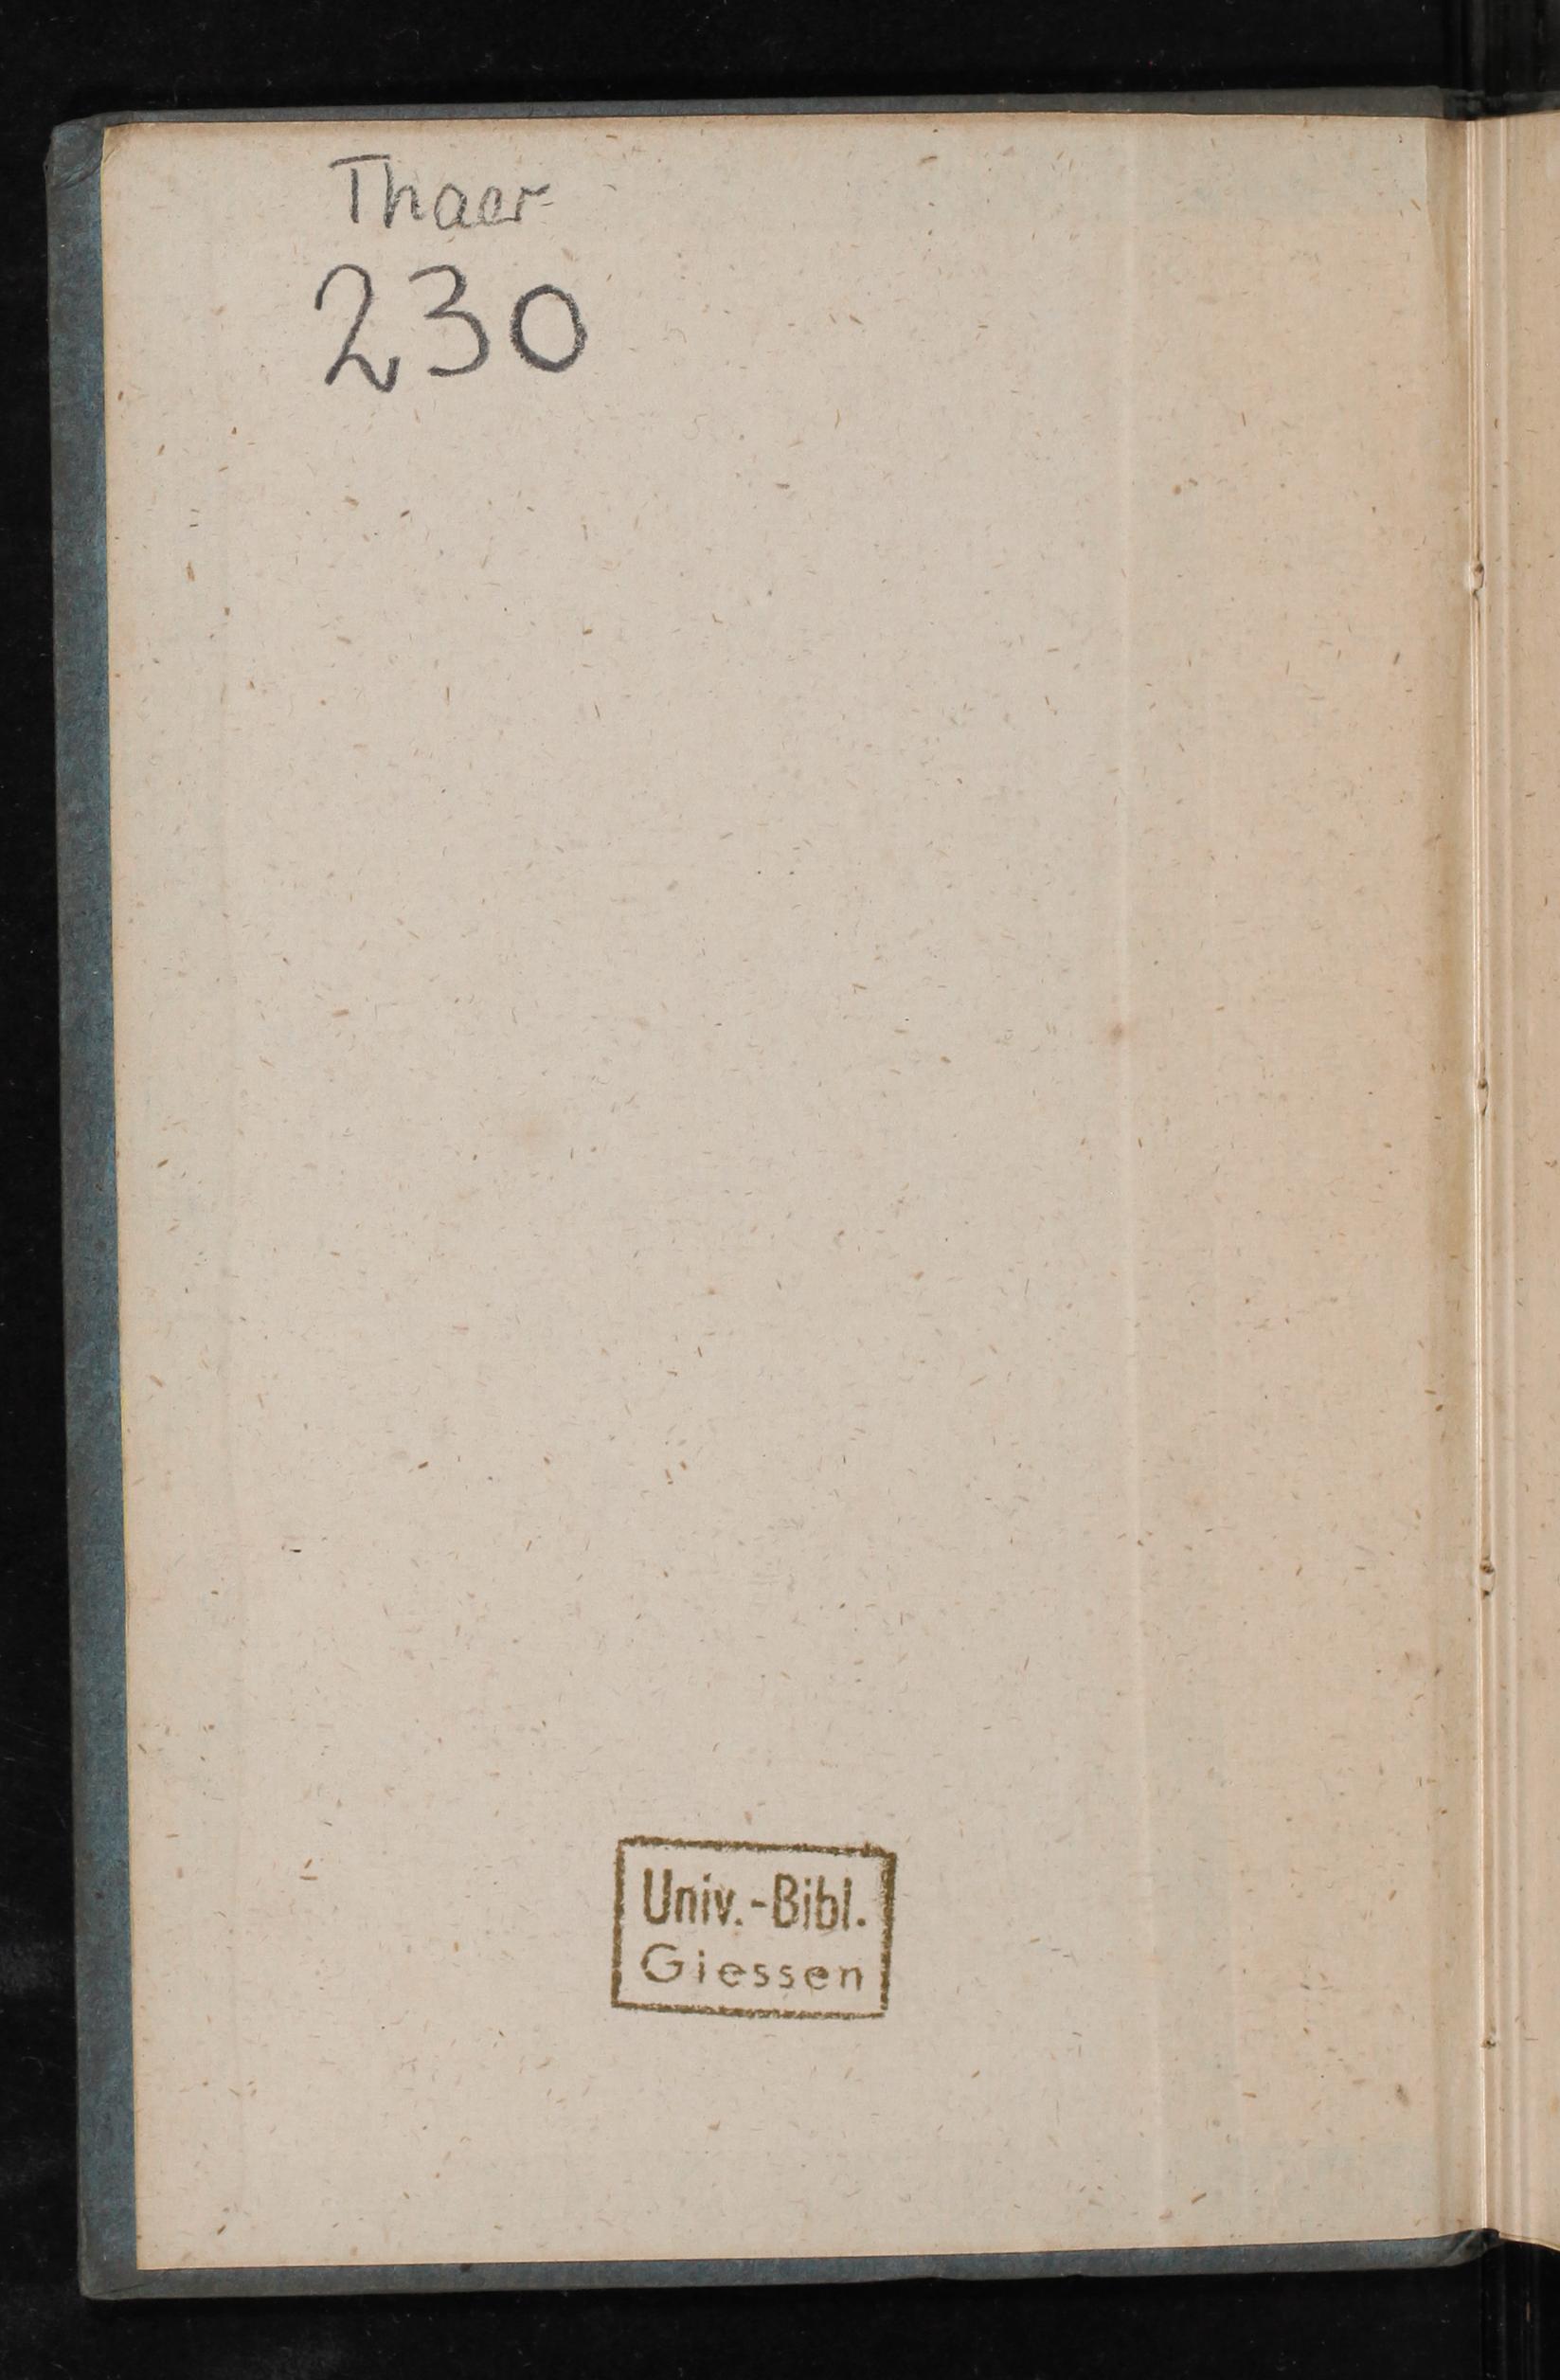 Thaer
230
Univ.-Bibl.
Giessen